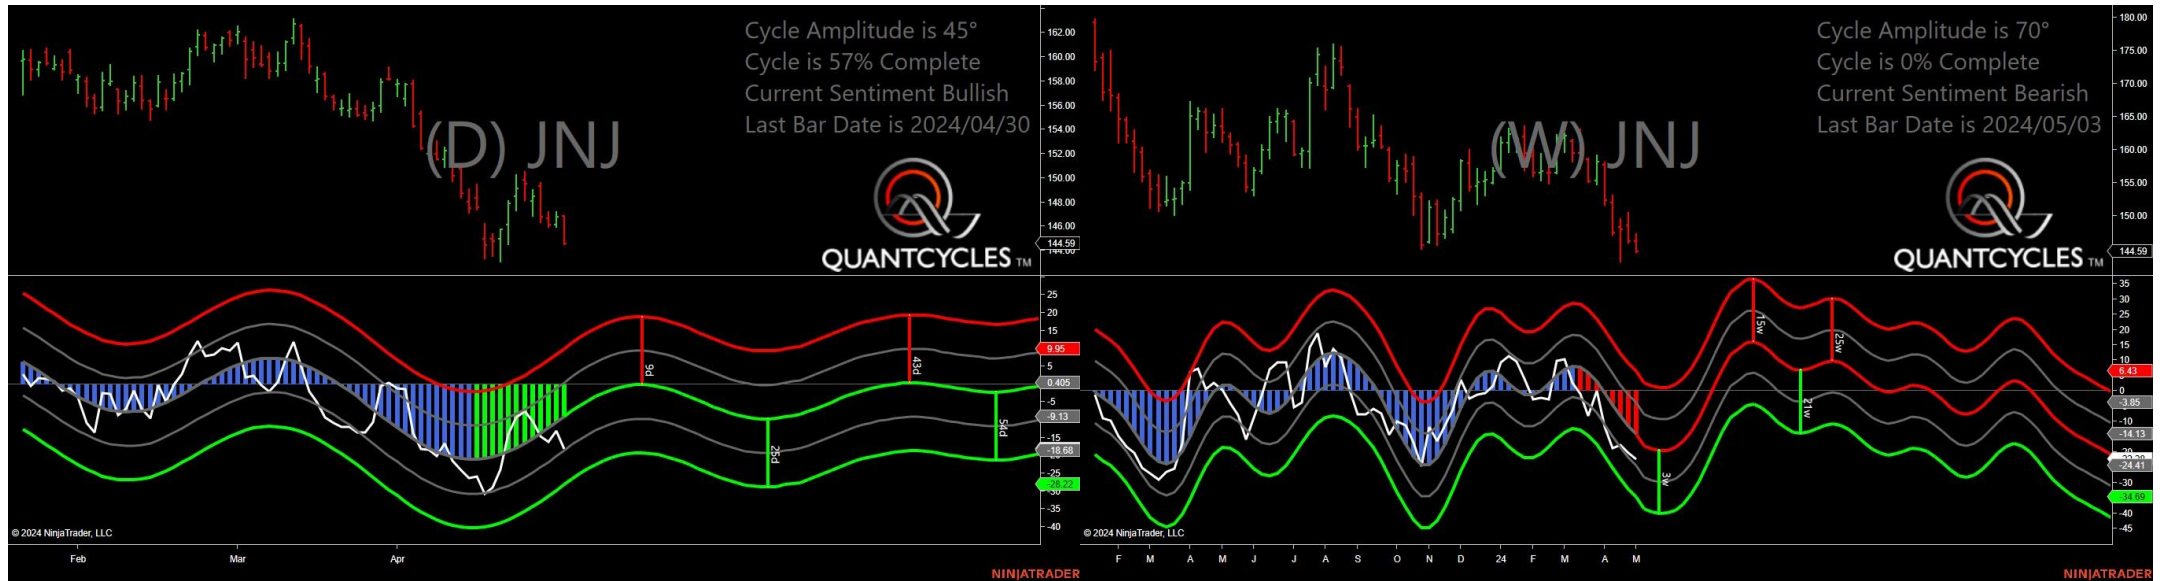 Cycle Amplitude is 45°
Cycle is 57% Complete
Current Sentiment Bullish
Last Bar Date is 2024/04/30
(D) JNJ
QUANTCYCLES TM
162.00
160.00
158.00
156.00
154.00
152.00
150.00
148.00
146.00
144.59
144.00
25
20
15
9.95
5
0.405
-5
-9.13
-15
-18.68
-25
-28.22
-30
-35
-40
9d
25d
43d
54d
© 2024 NinjaTrader, LLC
Feb Mar Apr
NINJATRADER
Cycle Amplitude is 70°
Cycle is 0% Complete
Current Sentiment Bearish
Last Bar Date is 2024/05/03
(W) JNJ
QUANTCYCLES TM
180.00
175.00
170.00
165.00
160.00
155.00
150.00
144.59
35
30
25
20
15
10
6.43
0
-3.85
-10
-14.13
-24.41
-30
-34.69
-40
-45
3w
15w
21w
25w
© 2024 NinjaTrader, LLC
F M A M J J A S O N D 24 F M A M
NINJATRADER